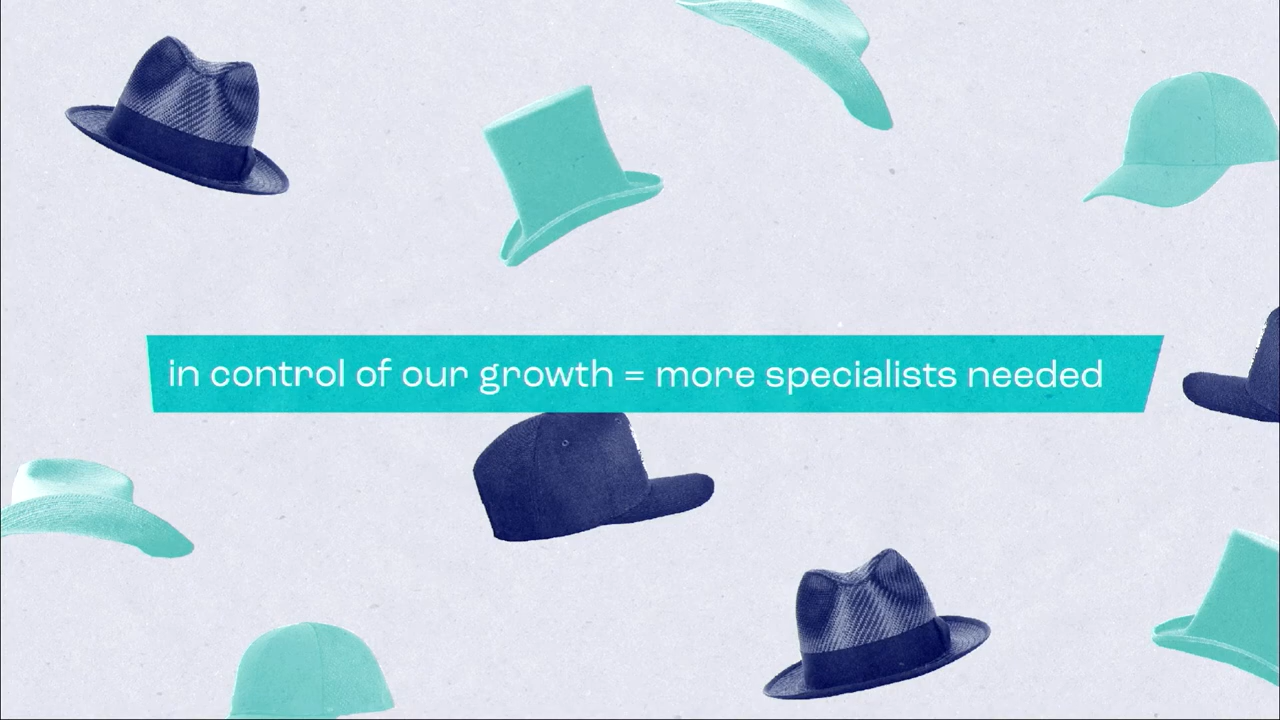 in control of our growth = more specialists needed